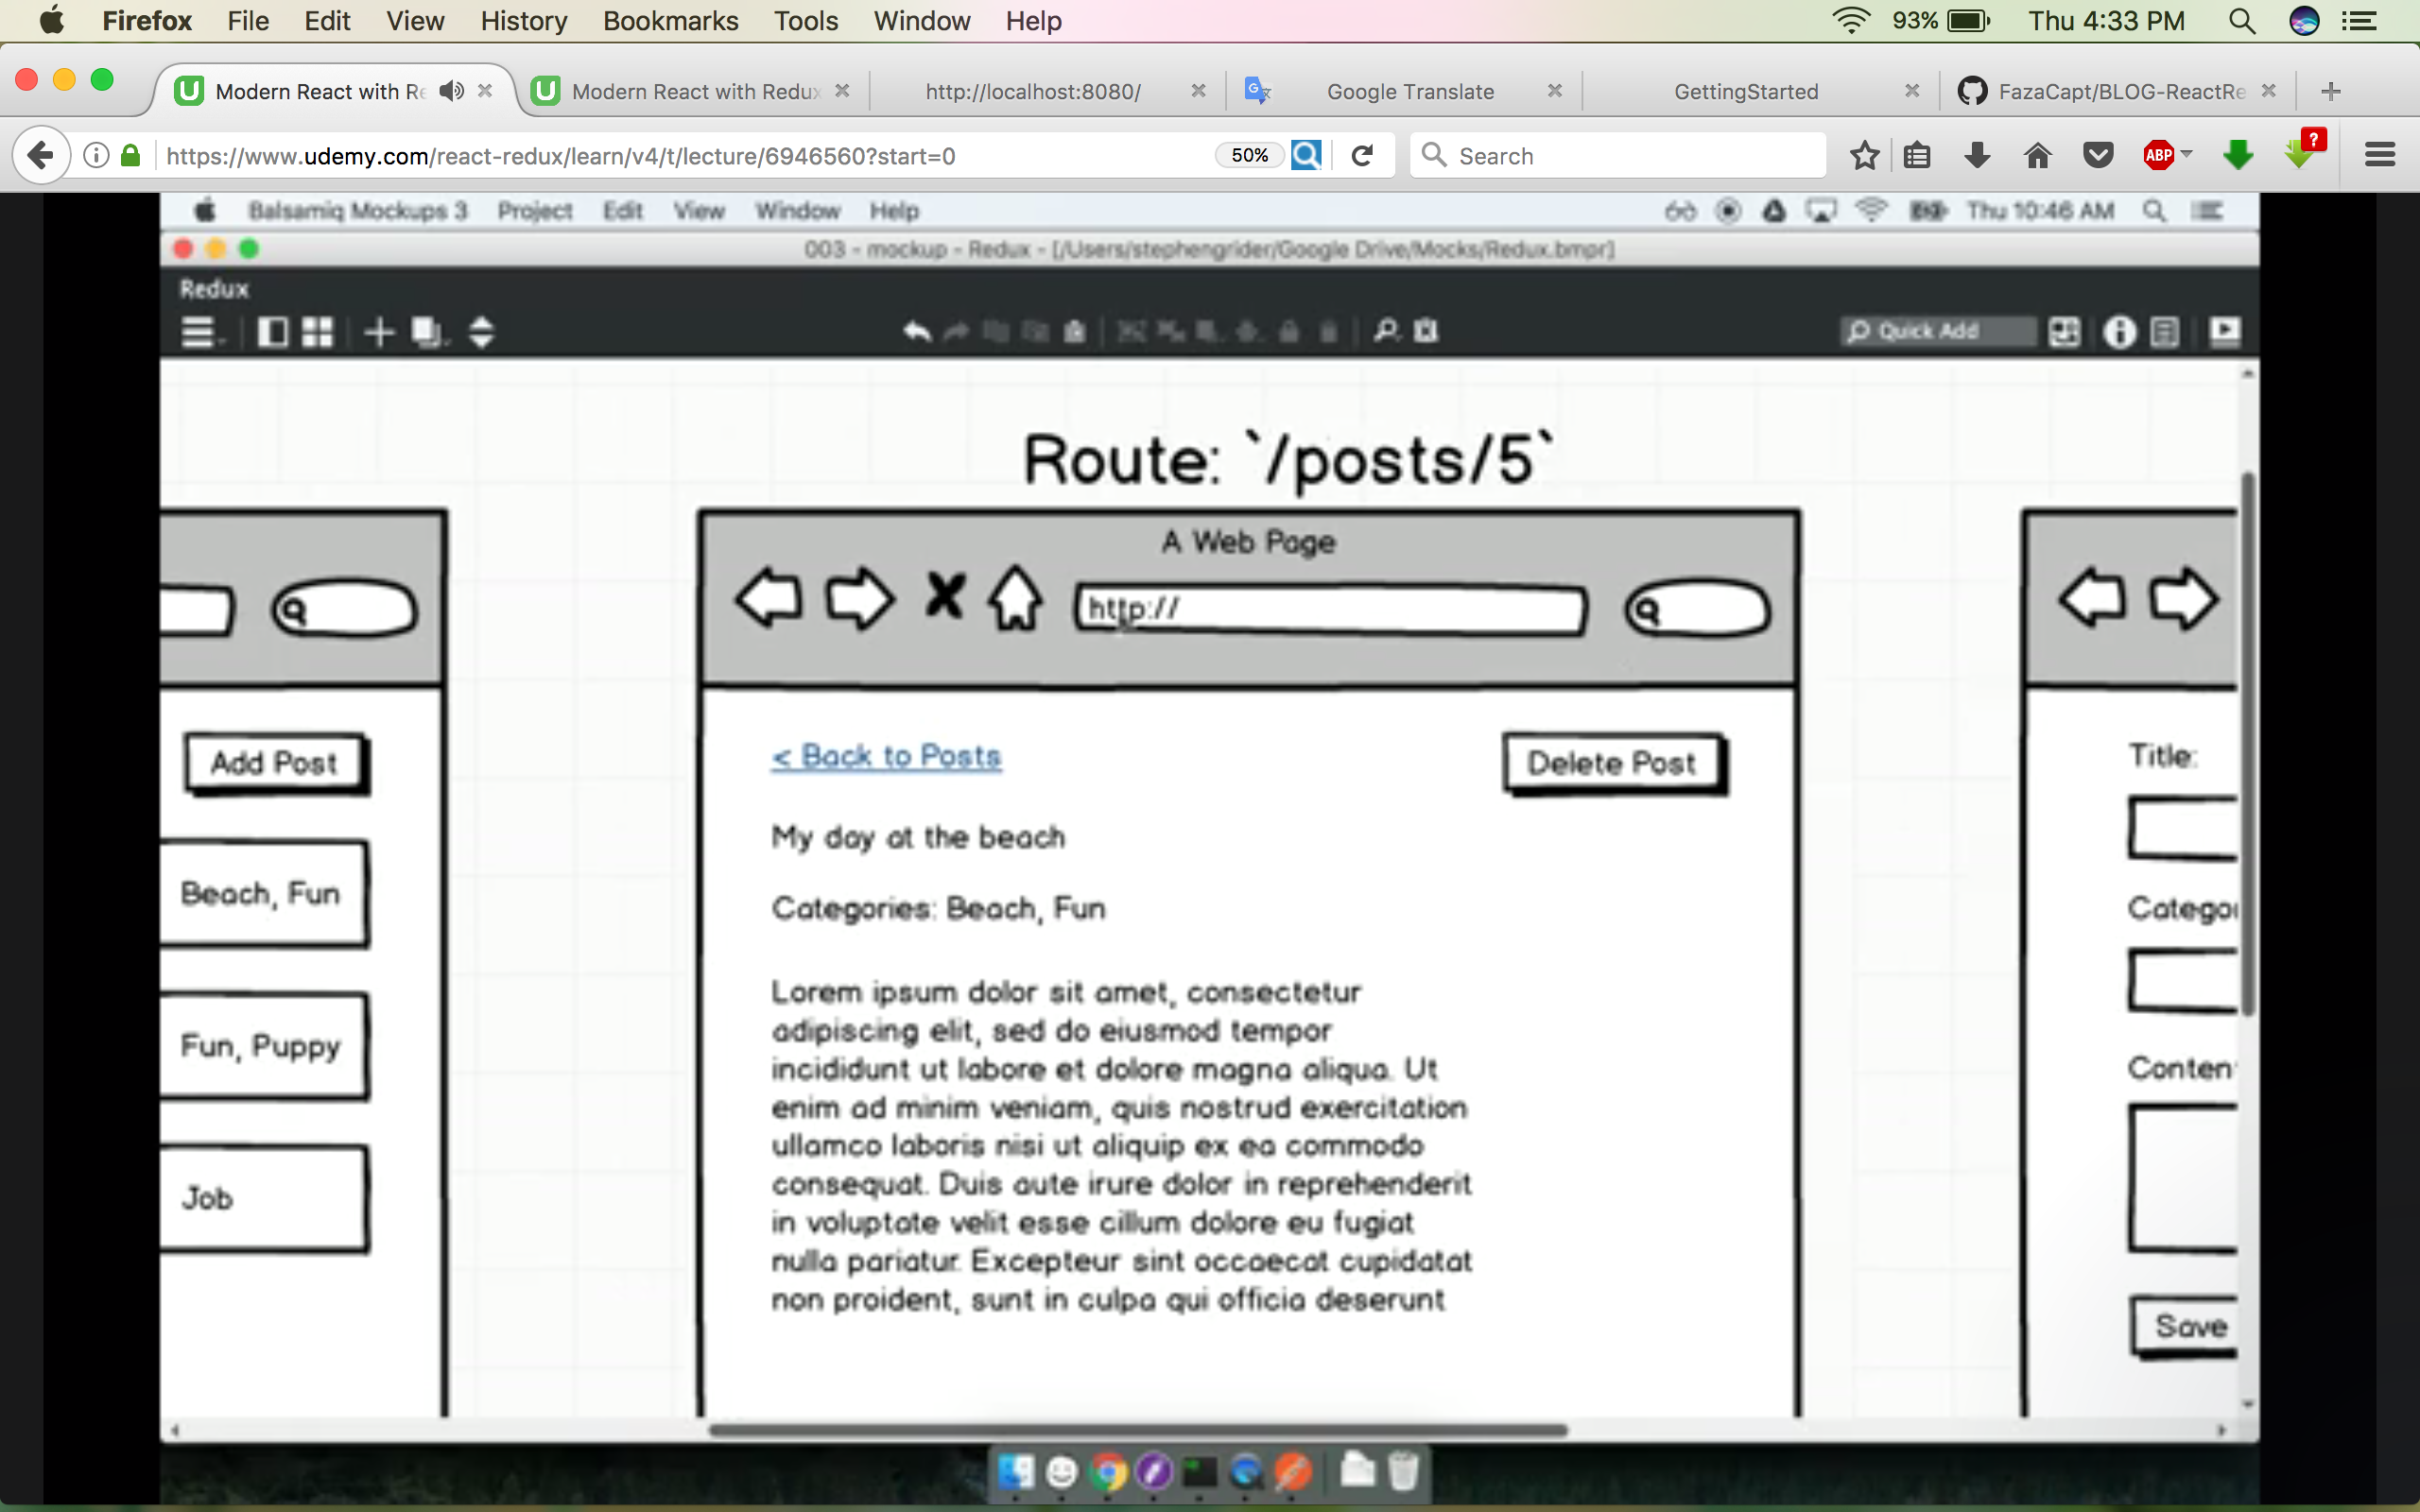 Firefox File Edit View History Bookmarks Tools Window Help 93% Thu 4:33 PM
Modern React with Re Modern React with Redux http://localhost:8080/ Google Translate GettingStarted FazaCapt/BLOG-ReactRe
https://www.udemy.com/react-redux/learn/v4/t/lecture/6946560?start=0 50% Search ABP ?
Balsamiq Mockups 3 Project Edit View Window Help Thu 10:46 AM
003 - mockup - Redux - [/Users/stephengrider/Google Drive/Mocks/Redux.bmpr]
Redux
Quick Add
Route: `/posts/5`
A Web Page
http://
Add Post
Beach, Fun
Fun, Puppy
Job
< Back to Posts
Delete Post
My day at the beach
Categories: Beach, Fun
Lorem ipsum dolor sit amet, consectetur
adipiscing elit, sed do eiusmod tempor
incididunt ut labore et dolore magna aliqua. Ut
enim ad minim veniam, quis nostrud exercitation
ullamco laboris nisi ut aliquip ex ea commodo
consequat. Duis aute irure dolor in reprehenderit
in voluptate velit esse cillum dolore eu fugiat
nulla pariatur. Excepteur sint occaecat cupidatat
non proident, sunt in culpa qui officia deserunt
Title:
Categor
Conten
Save